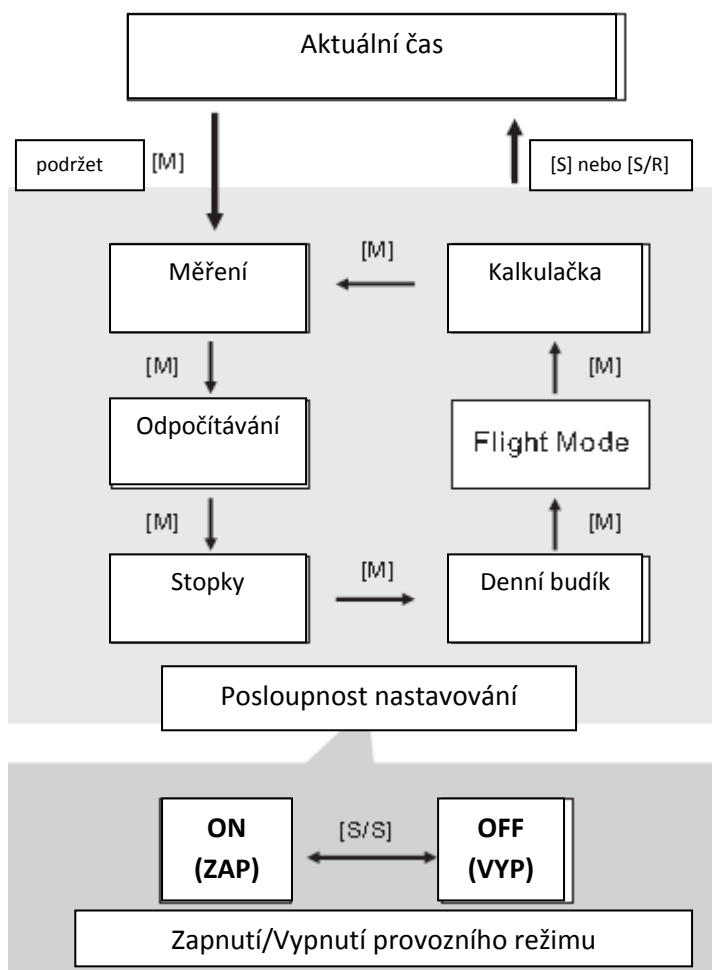 Aktuální čas
podržet
[M]
[S] nebo [S/R]
Měření
[M]
Kalkulačka
[M]
[M]
Odpočítávání
Flight Mode
[M]
[M]
Stopky
[M]
Denní budík
Posloupnost nastavování
ON
(ZAP)
[S/S]
OFF
(VYP)
Zapnutí/Vypnutí provozního režimu